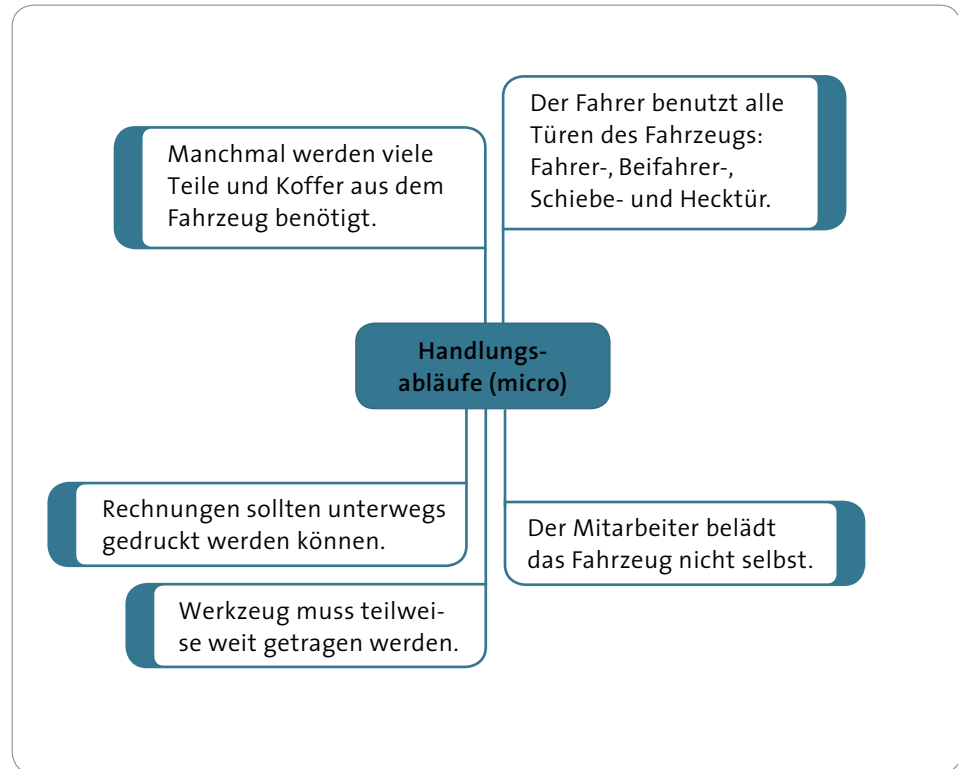 Manchmal werden viele
Teile und Koffer aus dem
Fahrzeug benötigt.
Der Fahrer benutzt alle
Türen des Fahrzeugs:
Fahrer-, Beifahrer-,
Schiebe- und Hecktür.
Handlungs-
abläufe (micro)
Rechnungen sollten unterwegs
gedruckt werden können.
Der Mitarbeiter belädt
das Fahrzeug nicht selbst.
Werkzeug muss teilwei-
se weit getragen werden.